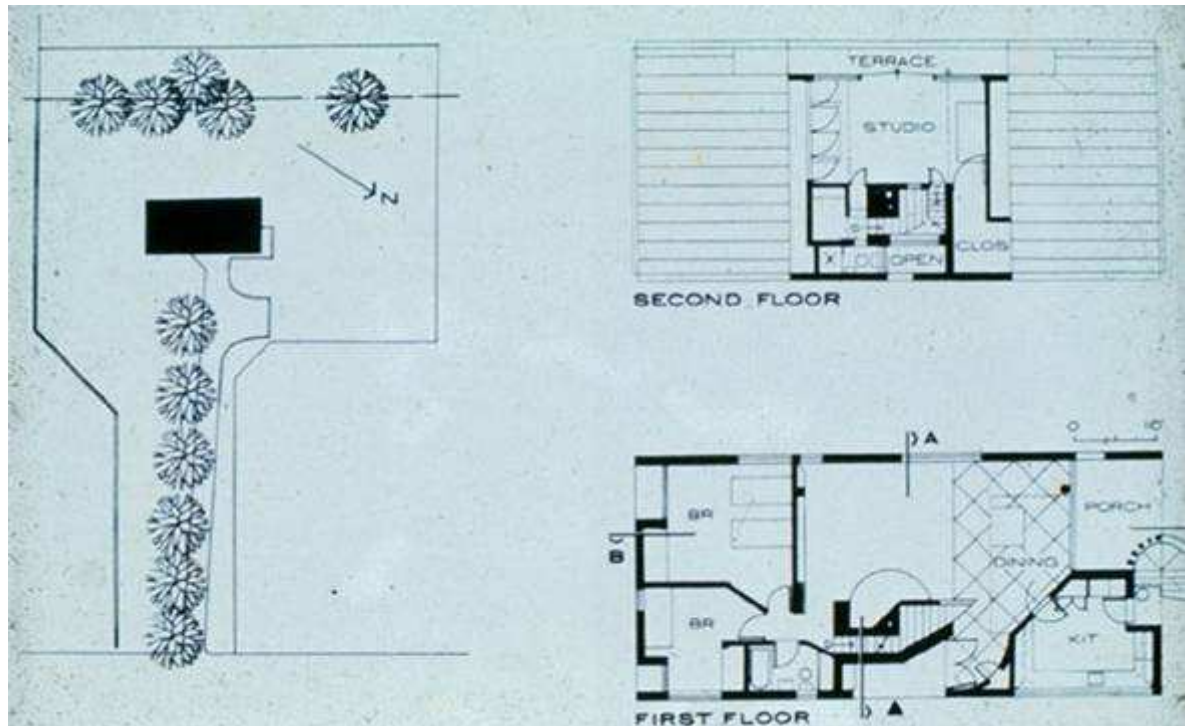 N
TERRACE
STUDIO
CLOS
X
OPEN
SECOND FLOOR
A
0
10'
BR
PORCH
B
DINING
BR
KIT
FIRST FLOOR